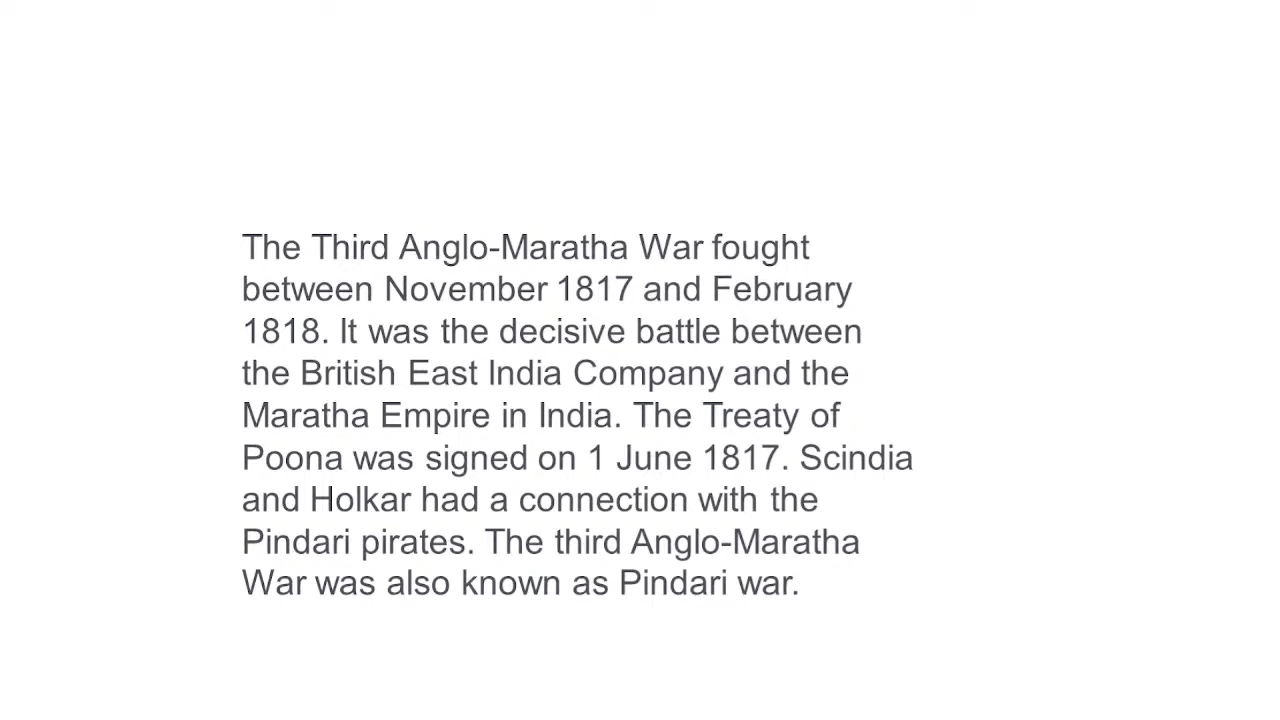 The Third Anglo-Maratha War fought
between November 1817 and February
1818. It was the decisive battle between
the British East India Company and the
Maratha Empire in India. The Treaty of
Poona was signed on 1 June 1817. Scindia
and Holkar had a connection with the
Pindari pirates. The third Anglo-Maratha
War was also known as Pindari war.